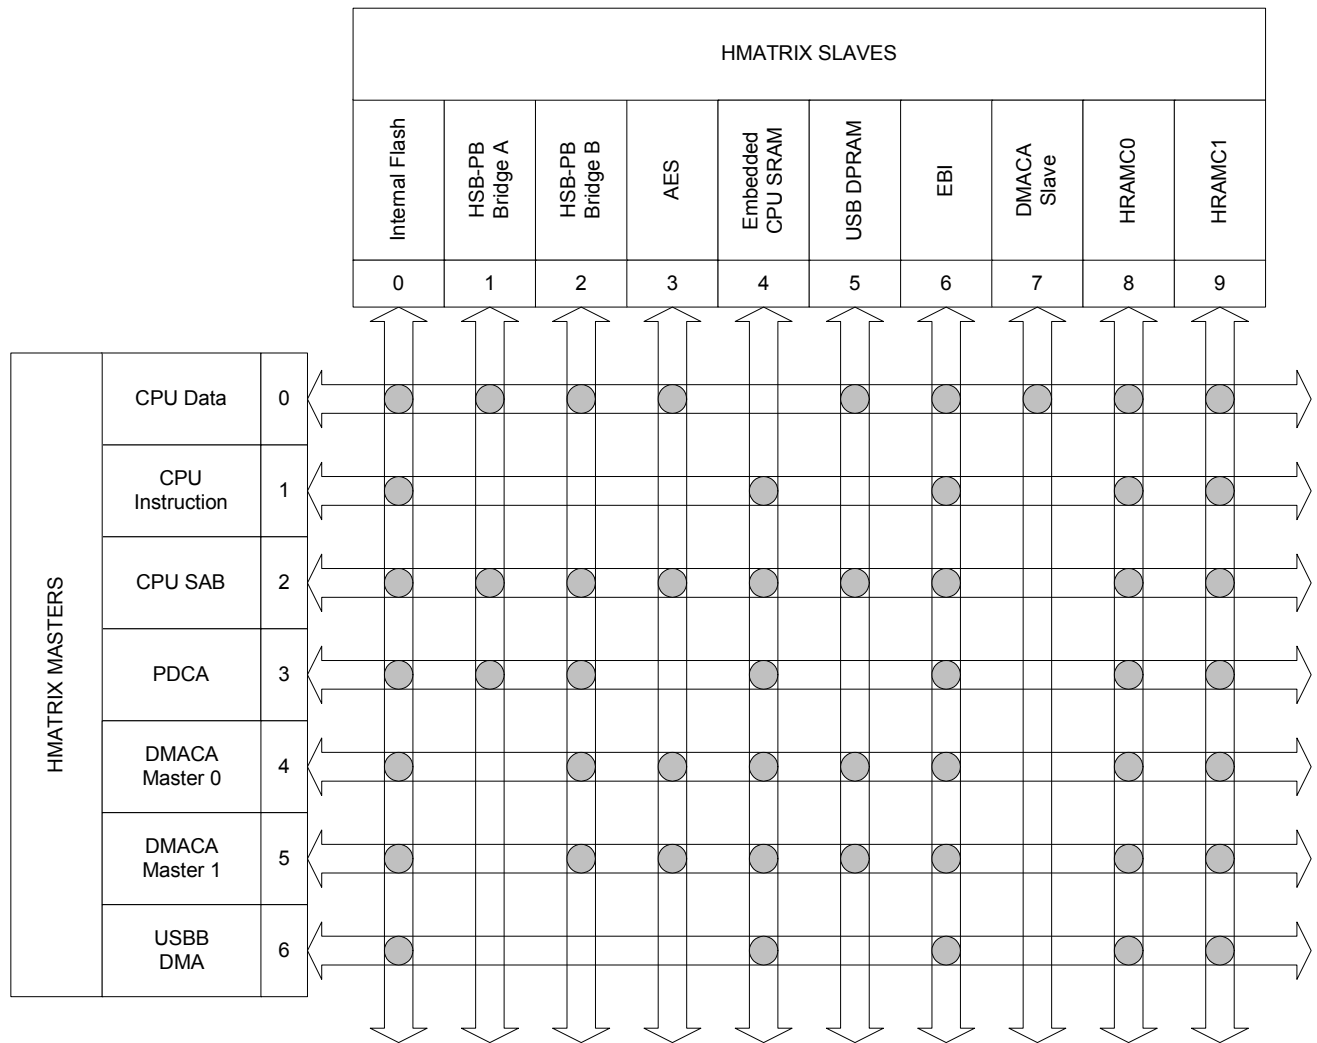 HMATRIX SLAVES
Internal Flash
HSB-PB
Bridge A
HSB-PB
Bridge B
AES
Embedded
CPU SRAM
USB DPRAM
EBI
DMACA
Slave
HRAMC0
HRAMC1
0 1 2 3 4 5 6 7 8 9
HMATRIX MASTERS
CPU Data 0
CPU
Instruction
1
CPU SAB 2
PDCA 3
DMACA
Master 0
4
DMACA
Master 1
5
USBB
DMA
6